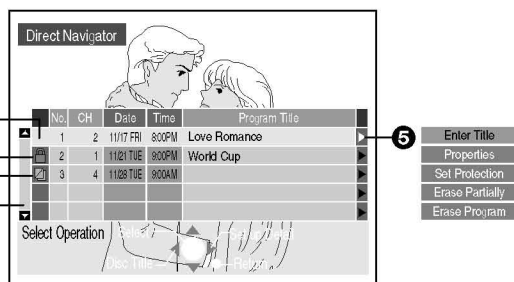 Direct Navigator
No. CH Date Time Program Title
1 2 11/17 FRI 8:00PM Love Romance
2 1 11/21 TUE 9:00PM World Cup
3 4 11/28 TUE 9:00AM
5
Enter Title
Properties
Set Protection
Erase Partially
Erase Program
Select Operation
Select
Disc Title
Return